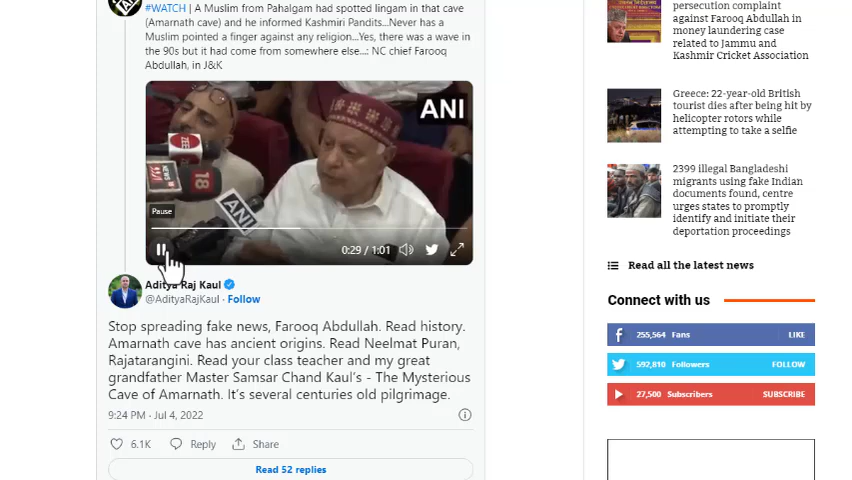 #WATCH | A Muslim from Pahalgam had spotted lingam in that cave
(Amarnath cave) and he informed Kashmiri Pandits...Never has a
Muslim pointed a finger against any religion...Yes, there was a wave in
the 90s but it had come from somewhere else...: NC chief Farooq
Abdullah, in J&K
ANI
18
ANI
Pause
0:29 / 1:01
Aditya Raj Kaul
@AdityaRajKaul · Follow
Stop spreading fake news, Farooq Abdullah. Read history.
Amarnath cave has ancient origins. Read Neelmat Puran,
Rajatarangini. Read your class teacher and my great
grandfather Master Samsar Chand Kaul's - The Mysterious
Cave of Amarnath. It's several centuries old pilgrimage.
9:24 PM · Jul 4, 2022
6.1K Reply Share
Read 52 replies
persecution complaint
against Farooq Abdullah in
money laundering case
related to Jammu and
Kashmir Cricket Association
Greece: 22-year-old British
tourist dies after being hit by
helicopter rotors while
attempting to take a selfie
2399 illegal Bangladeshi
migrants using fake Indian
documents found, centre
urges states to promptly
identify and initiate their
deportation proceedings
Read all the latest news
Connect with us
255,564 Fans LIKE
592,810 Followers FOLLOW
27,500 Subscribers SUBSCRIBE